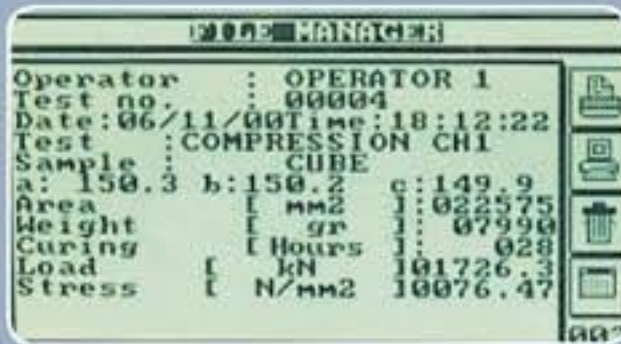 FILE MANAGER
Operator : OPERATOR 1
Test no. : 00004
Date:06/11/00Time:18:12:22
Test :COMPRESSION CH1
Sample : CUBE
a: 150.3 b:150.2 c:149.9
Area [ mm2 ]:022575
Weight [ gr ]: 07990
Curing [Hours ]: 028
Load [ kN ]01726.3
Stress [ N/mm2 ]0076.47